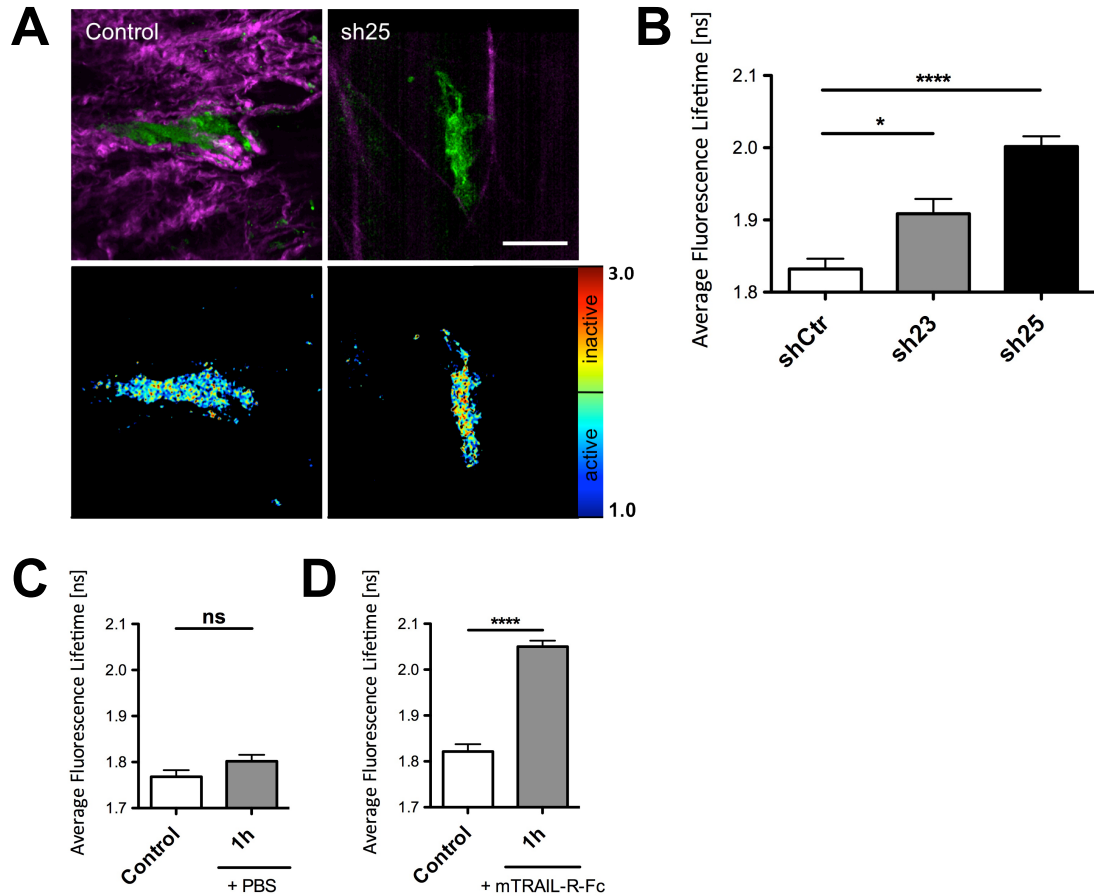 A
Control
sh25
3.0
inactive
active
1.0
B
Average Fluorescence Lifetime [ns]
2.1
2.0
1.9
1.8
****
*
shCtr
sh23
sh25
C
Average Fluorescence Lifetime [ns]
2.1
2.0
1.9
1.8
1.7
ns
Control
1h
+ PBS
D
Average Fluorescence Lifetime [ns]
2.1
2.0
1.9
1.8
1.7
****
Control
1h
+ mTRAIL-R-Fc